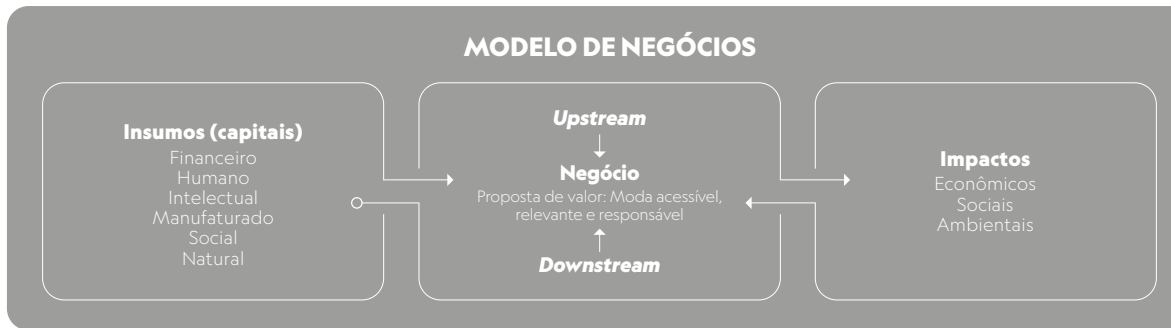 MODELO DE NEGÓCIOS
Insumos (capitais)
Financeiro
Humano
Intelectual
Manufaturado
Social
Natural
Upstream
Negócio
Proposta de valor: Moda acessível,
relevante e responsável
Downstream
Impactos
Econômicos
Sociais
Ambientais